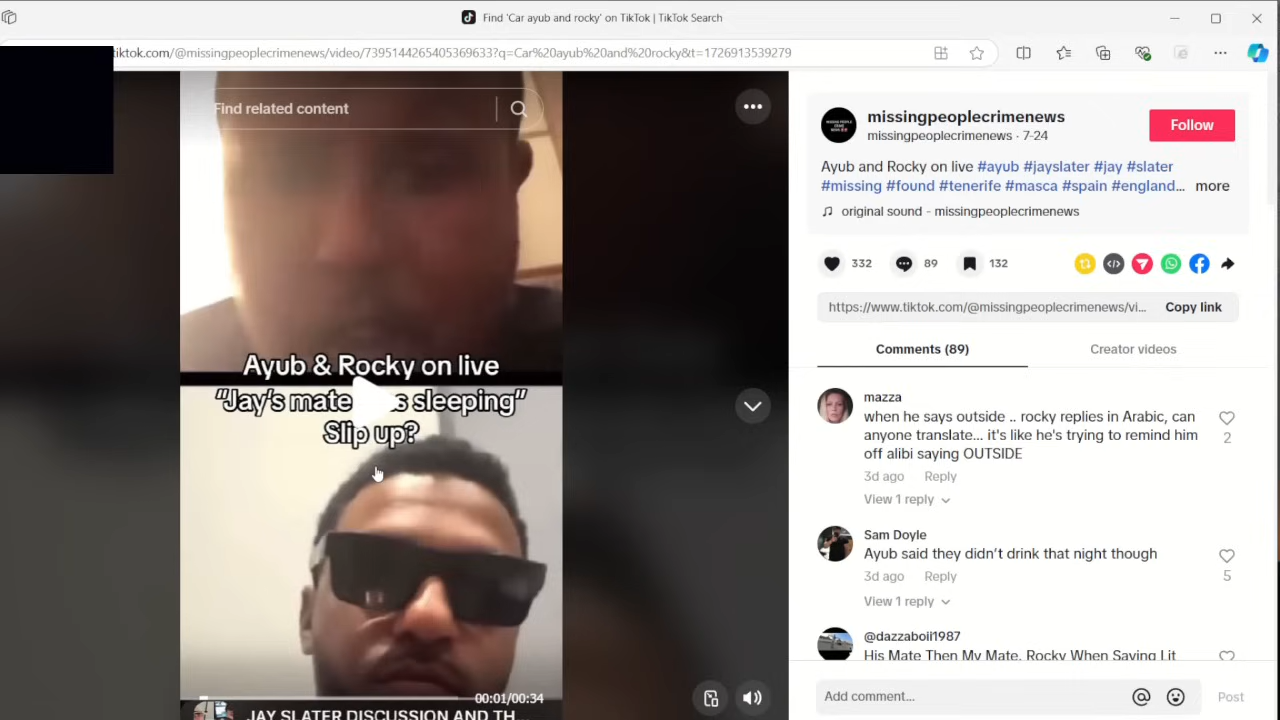 Find 'Car ayub and rocky' on TikTok | TikTok Search
iktok.com/@missingpeoplecrimenews/video/7395144265405369633?q=Car%20ayub%20and%20rocky&t=1726913539279
Find related content
Ayub & Rocky on live
"Jay's mate sleeping"
Slip up?
00:01/00:34
JAY SLATER DISCUSSION AND TH...
missingpeoplecrimenews
missingpeoplecrimenews · 7-24
Follow
Ayub and Rocky on live #ayub #jayslater #jay #slater
#missing #found #tenerife #masca #spain #england... more
original sound - missingpeoplecrimenews
332
89
132
https://www.tiktok.com/@missingpeoplecrimenews/vi...
Copy link
Comments (89)
Creator videos
mazza
when he says outside .. rocky replies in Arabic, can
anyone translate... it's like he's trying to remind him
off alibi saying OUTSIDE
2
3d ago Reply
View 1 reply
Sam Doyle
Ayub said they didn't drink that night though
5
3d ago Reply
View 1 reply
@dazzaboii1987
His Mate Then My Mate. Rocky When Saying Lit
Add comment...
Post